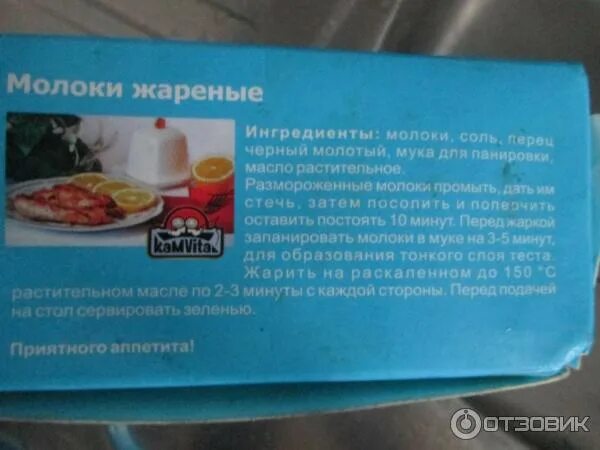 Молоки жареные
Ингредиенты: молоки, соль, перец
черный молотый, мука для панировки,
масло растительное.
Размороженные молоки промыть, дать им
стечь, затем посолить и поперчить
оставить постоять 10 минут. Перед жаркой
запанировать молоки в муке на 3-5 минут,
для образования тонкого слоя теста.
Жарить на раскаленном до 150 °С
растительном масле по 2-3 минуты с каждой стороны. Перед подачей
на стол сервировать зеленью.
Приятного аппетита!
kaMVital
ОТЗОВИК